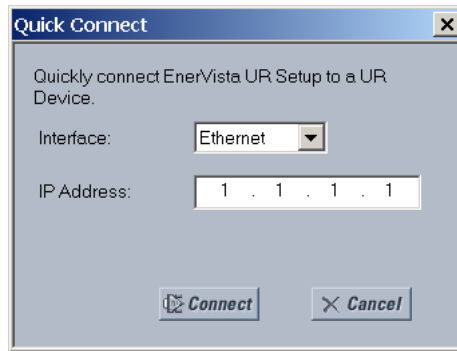 Quick Connect
Quickly connect EnerVista UR Setup to a UR
Device.
Interface: Ethernet
IP Address: 1 . 1 . 1 . 1
Connect Cancel